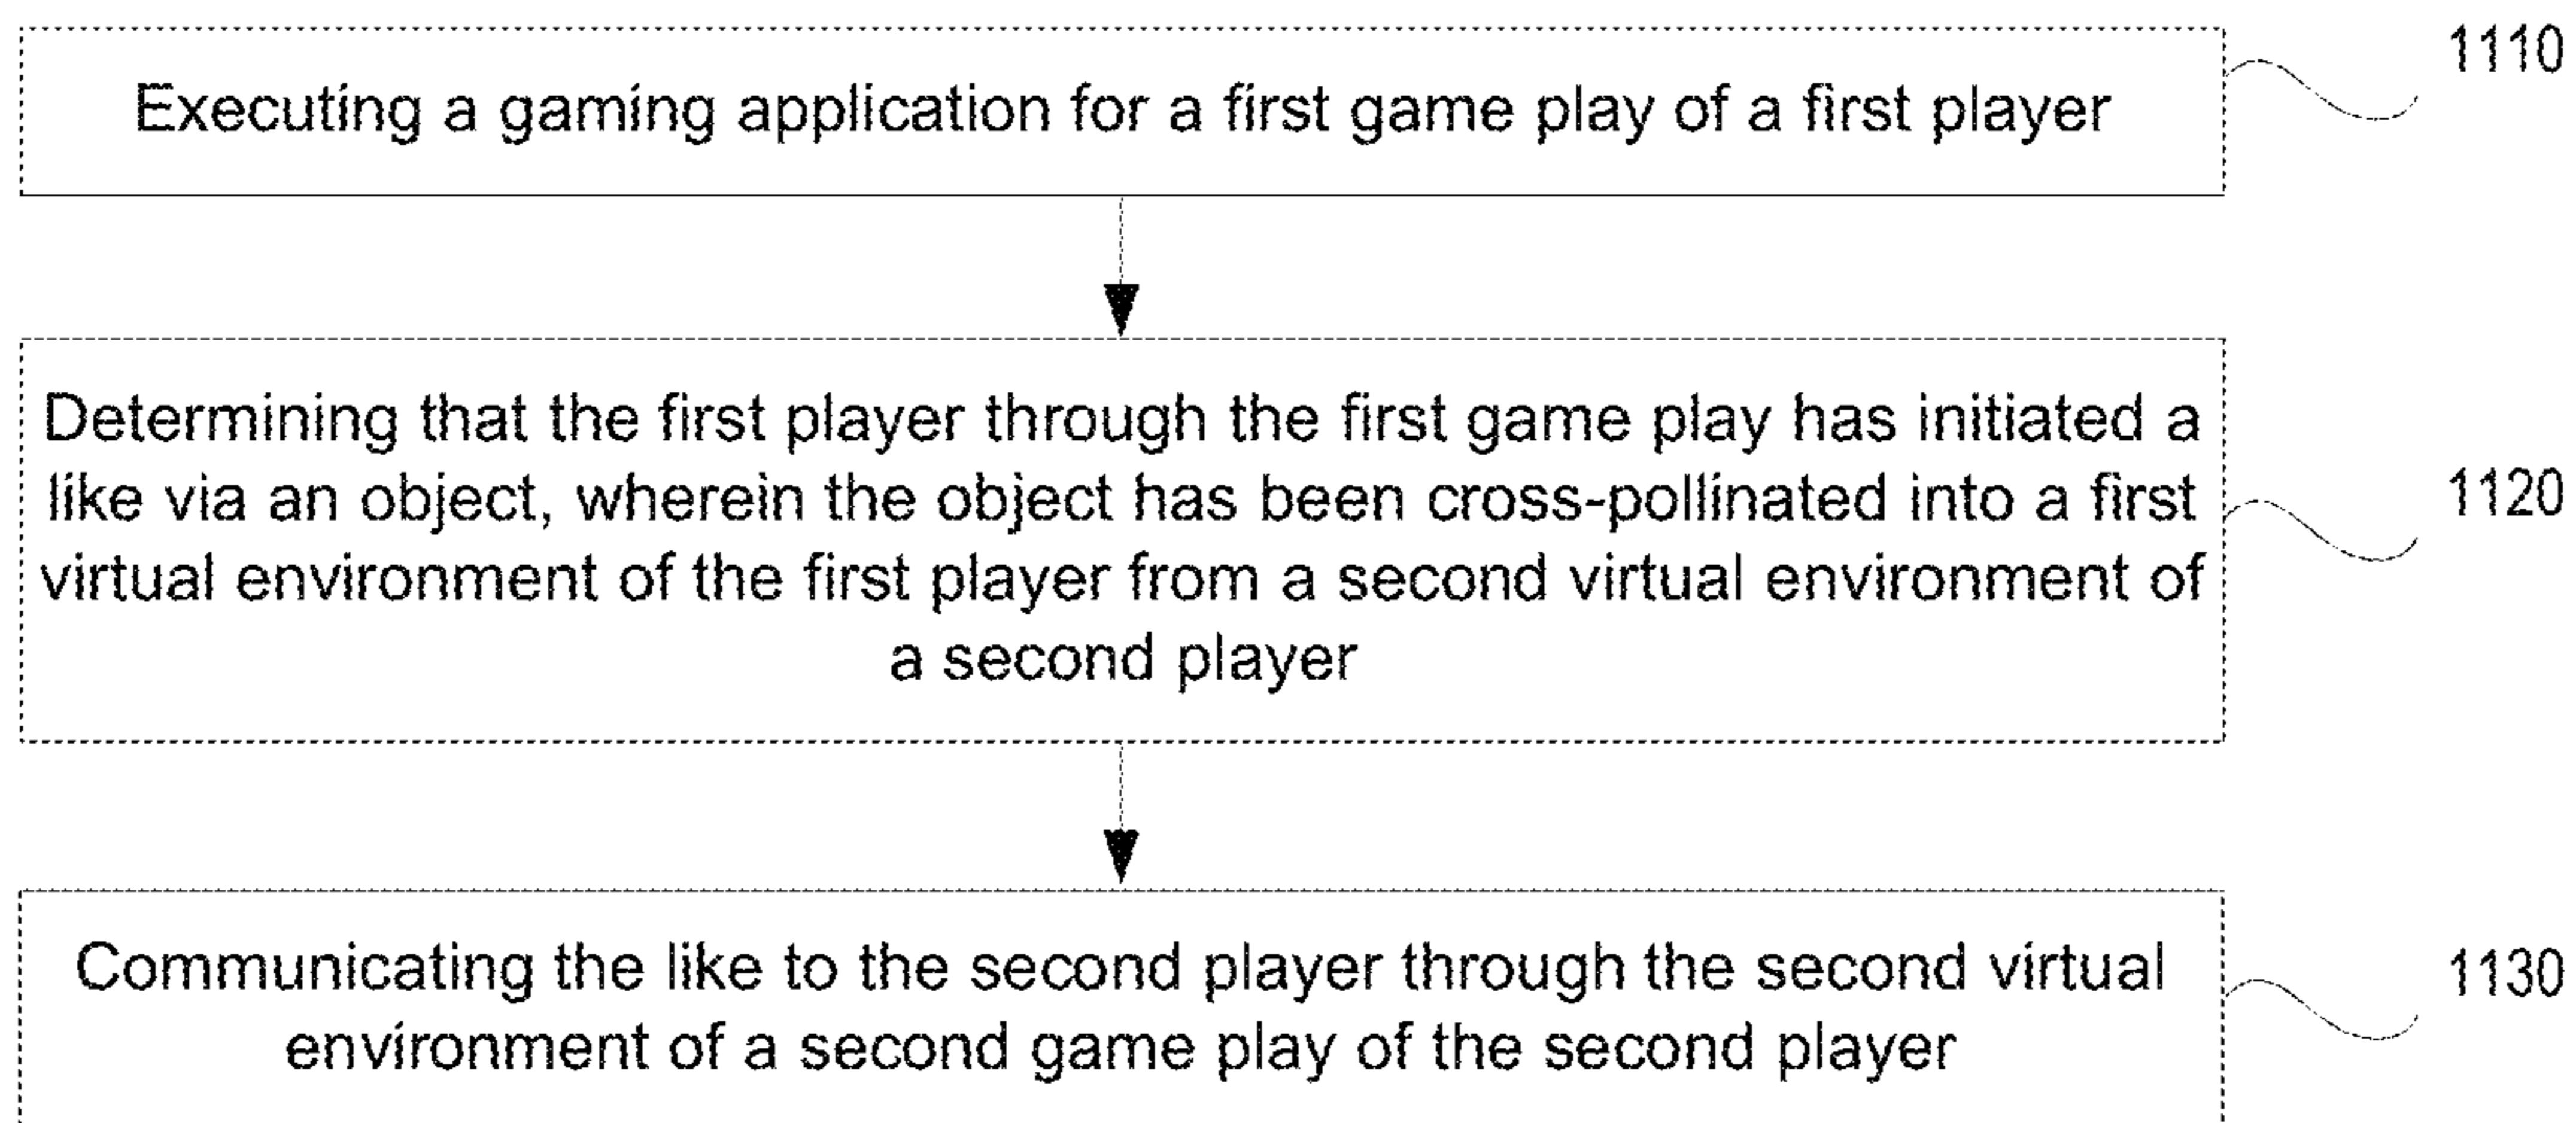 1110
Executing a gaming application for a first game play of a first player
Determining that the first player through the first game play has initiated a
like via an object, wherein the object has been cross-pollinated into a first
1120
virtual environment of the first player from a second virtual environment of
a second player
Communicating the like to the second player through the second virtual
1130
environment of a second game play of the second player